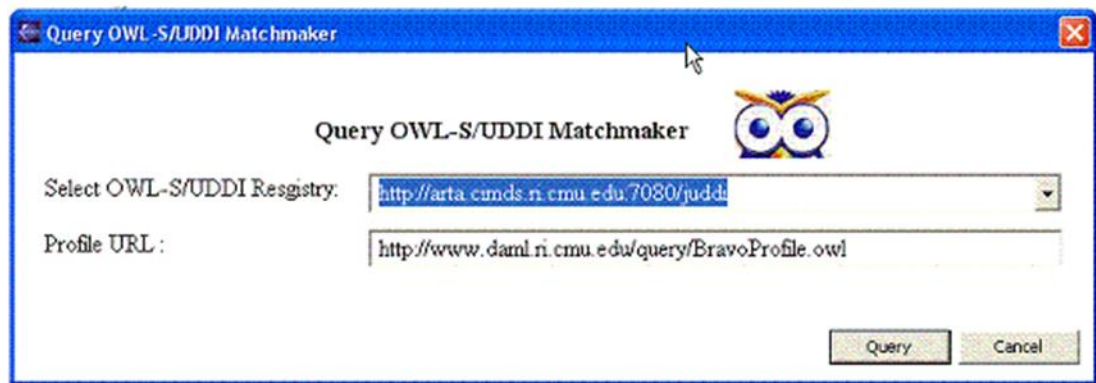 Query OWL-S/UDDI Matchmaker
Query OWL-S/UDDI Matchmaker
Select OWL-S/UDDI Resgistry:
http://arta.cimds.ri.cmu.edu:7080/juddi
Profile URL :
http://www.daml.ri.cmu.edu/query/BravoProfile.owl
Query
Cancel